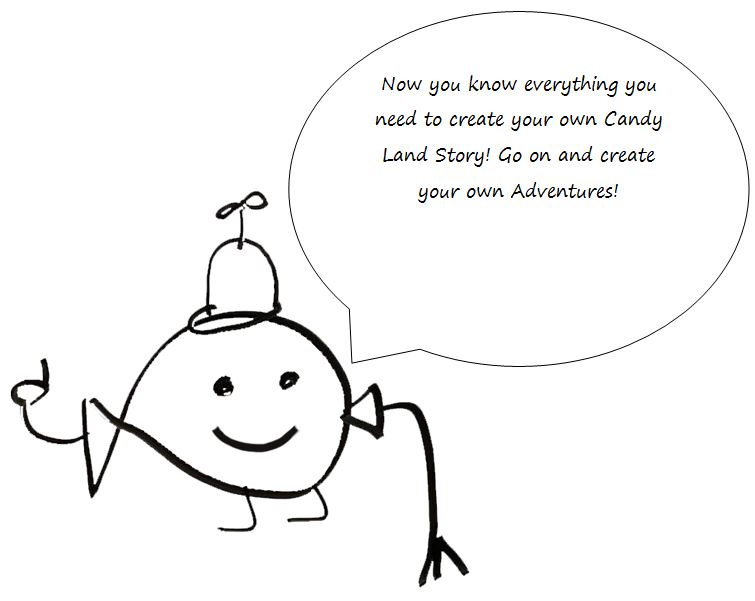 Now you know everything you
need to create your own Candy
Land Story! Go on and create
your own Adventures!